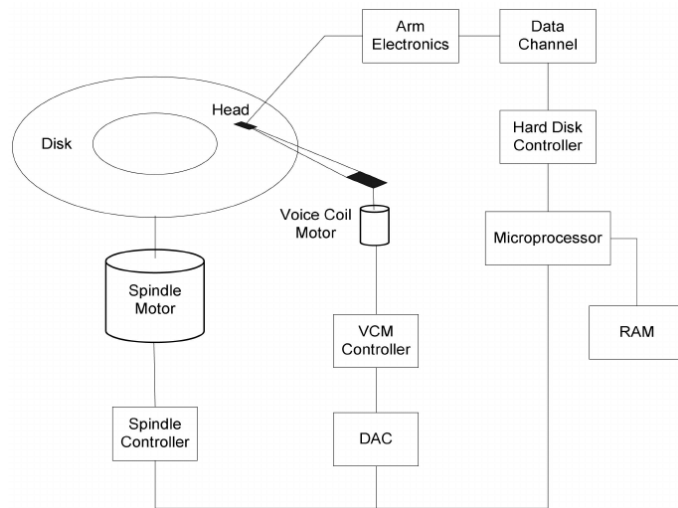 Arm
Electronics
Data
Channel
Head
Disk
Hard Disk
Controller
Voice Coil
Motor
Microprocessor
Spindle
Motor
VCM
Controller
RAM
Spindle
Controller
DAC